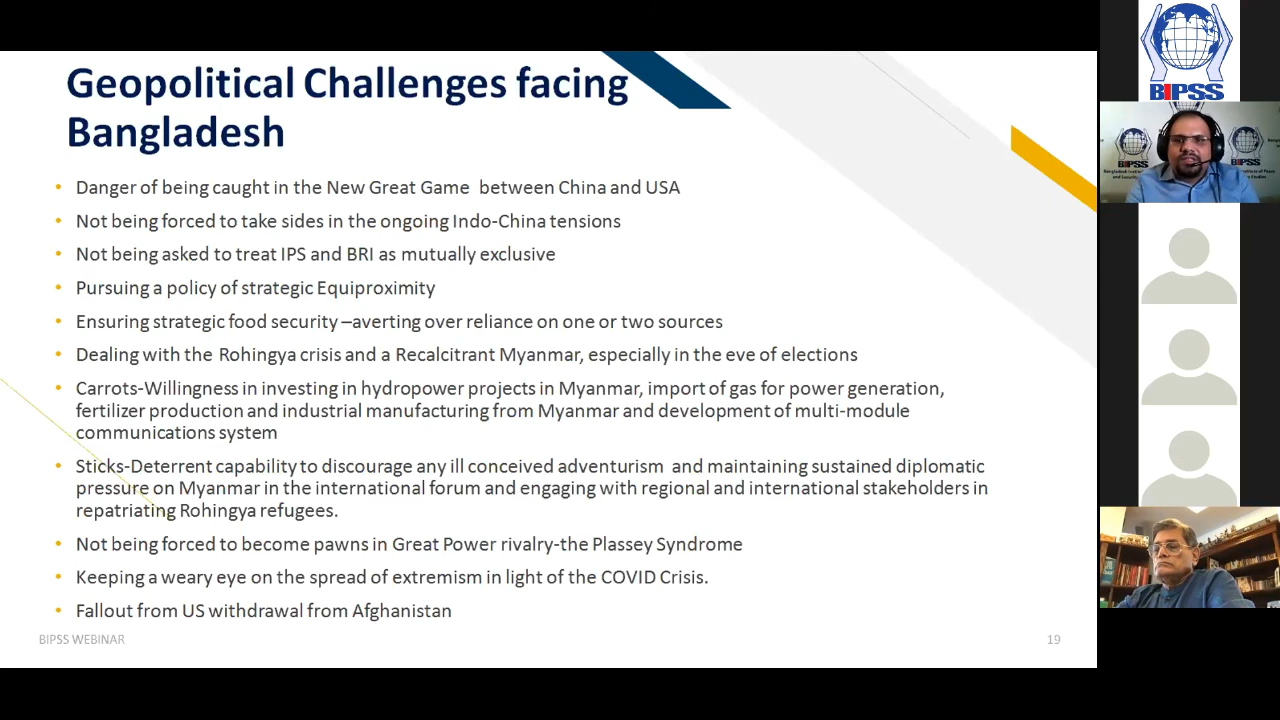 Geopolitical Challenges facing
Bangladesh
• Danger of being caught in the New Great Game between China and USA
• Not being forced to take sides in the ongoing Indo-China tensions
• Not being asked to treat IPS and BRI as mutually exclusive
• Pursuing a policy of strategic Equiproximity
• Ensuring strategic food security –averting over reliance on one or two sources
• Dealing with the Rohingya crisis and a Recalcitrant Myanmar, especially in the eve of elections
• Carrots-Willingness in investing in hydropower projects in Myanmar, import of gas for power generation,
fertilizer production and industrial manufacturing from Myanmar and development of multi-module
communications system
• Sticks-Deterrent capability to discourage any ill conceived adventurism and maintaining sustained diplomatic
pressure on Myanmar in the international forum and engaging with regional and international stakeholders in
repatriating Rohingya refugees.
• Not being forced to become pawns in Great Power rivalry-the Plassey Syndrome
• Keeping a weary eye on the spread of extremism in light of the COVID Crisis.
• Fallout from US withdrawal from Afghanistan
BIPSS WEBINAR
19
BIPSS
BIPSS
BIPSS